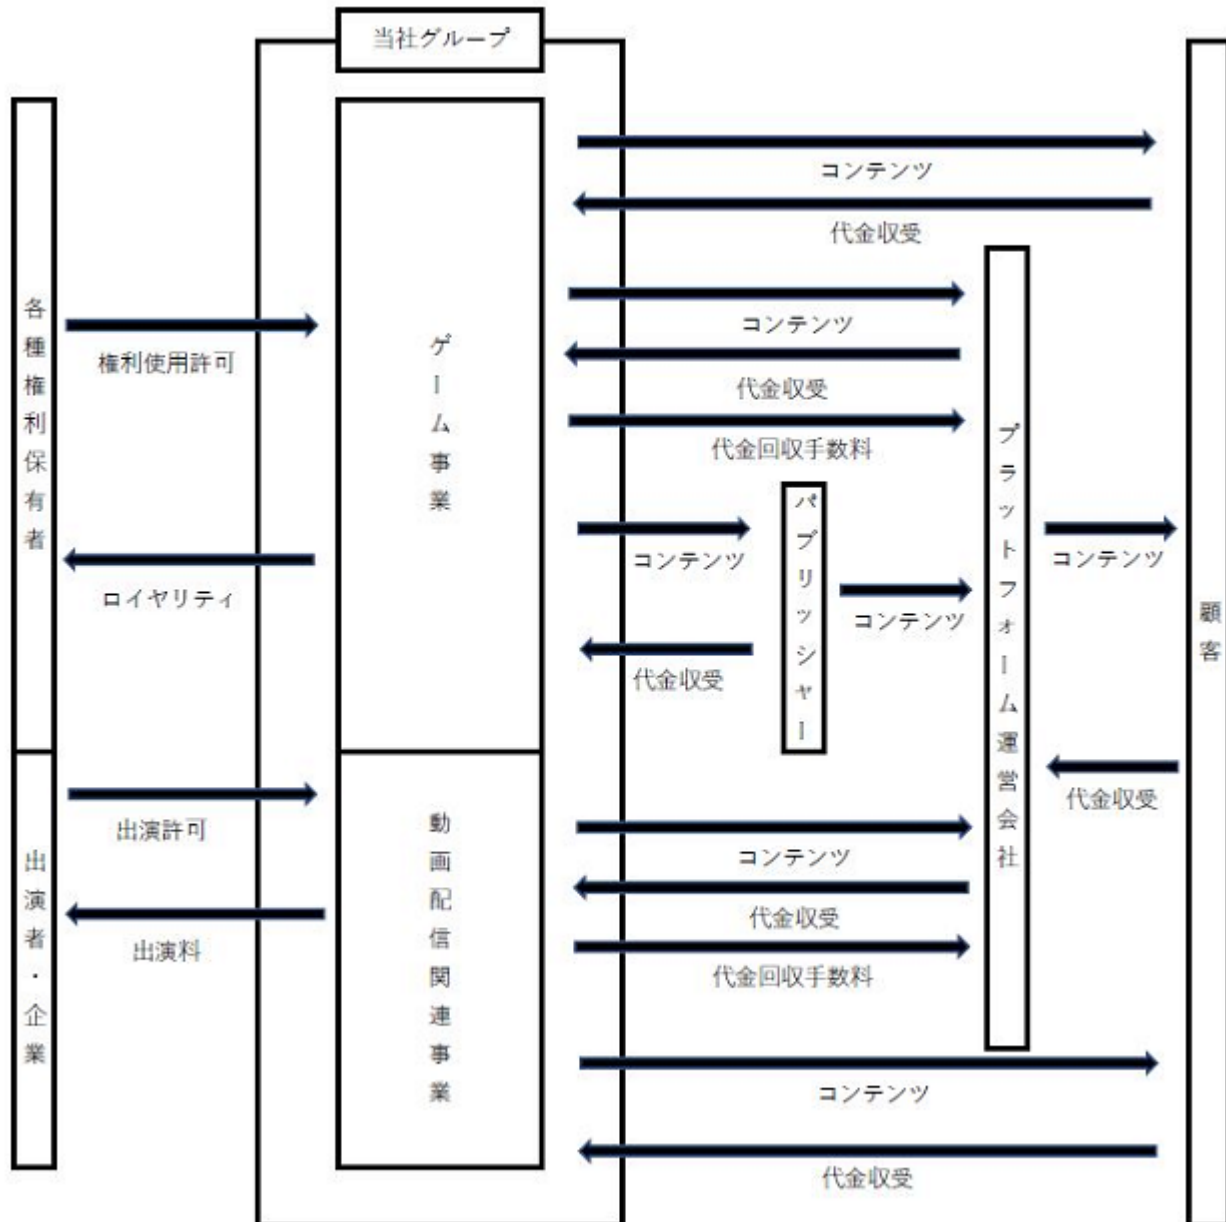 当社グループ
各種権利保有者
出演者・企業
権利使用許可
ロイヤリティ
出演許可
出演料
ゲーム事業
動画配信関連事業
コンテンツ
代金収受
コンテンツ
代金収受
代金回収手数料
コンテンツ
代金収受
パブリッシャー
コンテンツ
プラットフォーム運営会社
コンテンツ
代金収受
コンテンツ
代金収受
代金回収手数料
コンテンツ
代金収受
顧客